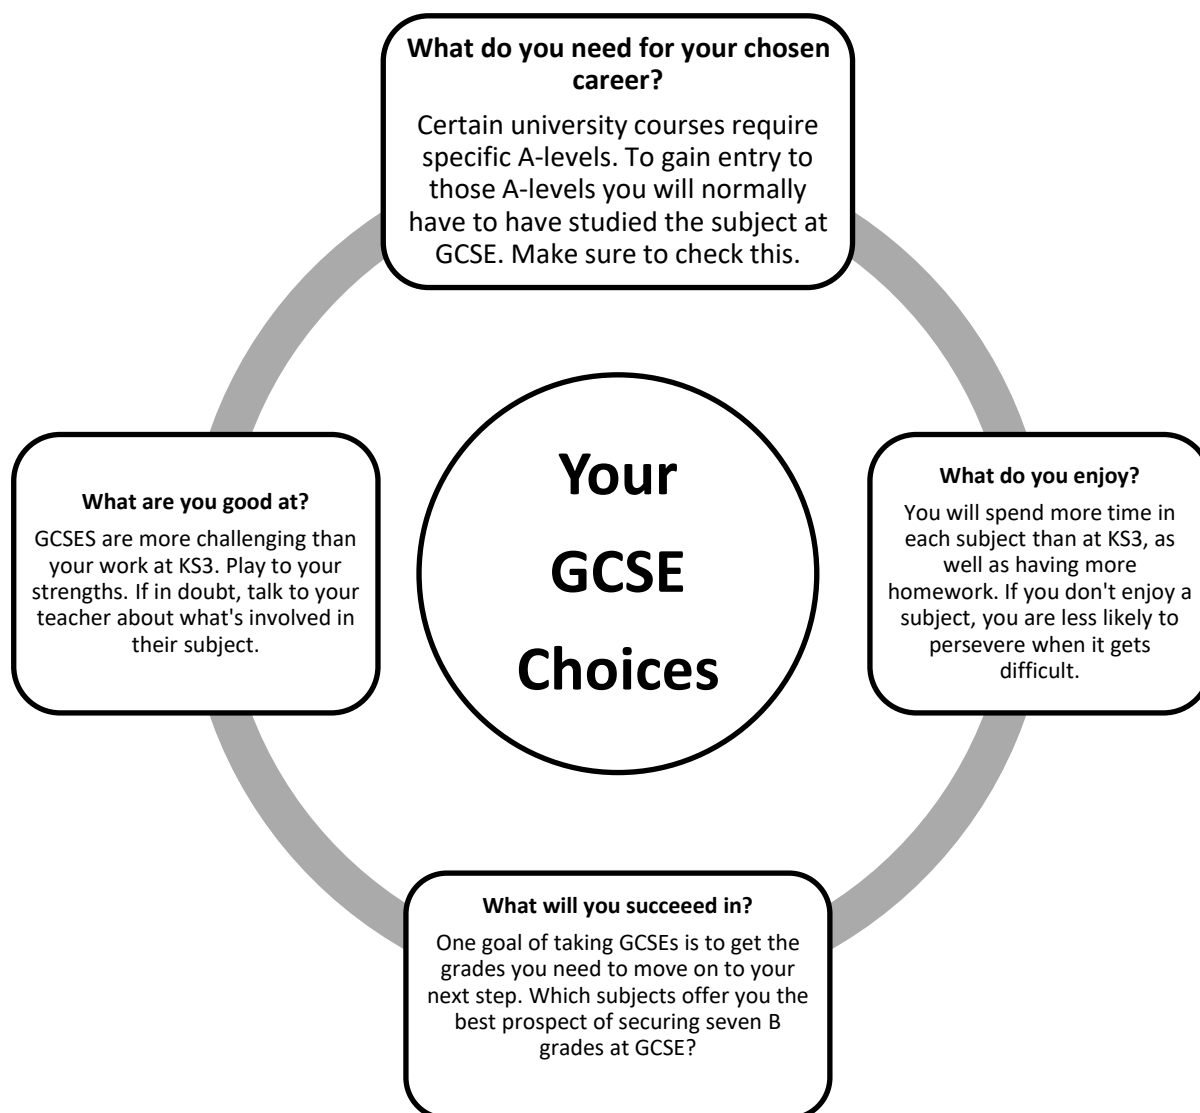 What do you need for your chosen
career?
Certain university courses require
specific A-levels. To gain entry to
those A-levels you will normally
have to have studied the subject at
GCSE. Make sure to check this.
What are you good at?
GCSES are more challenging than
your work at KS3. Play to your
strengths. If in doubt, talk to your
teacher about what's involved in
their subject.
Your
GCSE
Choices
What do you enjoy?
You will spend more time in
each subject than at KS3, as
well as having more
homework. If you don't enjoy a
subject, you are less likely to
persevere when it gets
difficult.
What will you succeeed in?
One goal of taking GCSEs is to get the
grades you need to move on to your
next step. Which subjects offer you the
best prospect of securing seven B
grades at GCSE?